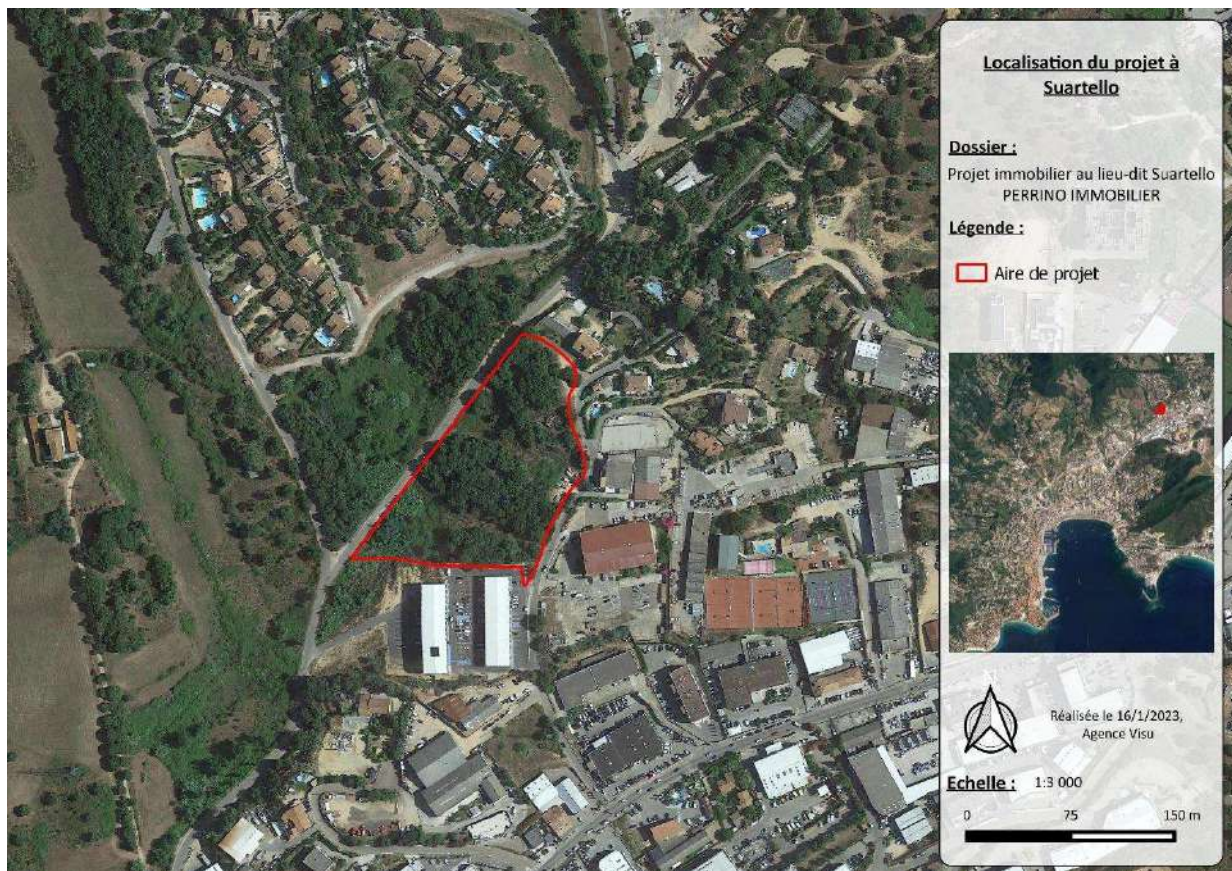 Localisation du projet à
Suartello
Dossier :
Projet immobilier au lieu-dit Suartello
PERRINO IMMOBILIER
Légende :
Aire de projet
Réalisée le 16/1/2023,
Agence Visu
Echelle : 1:3 000
0 75 150 m